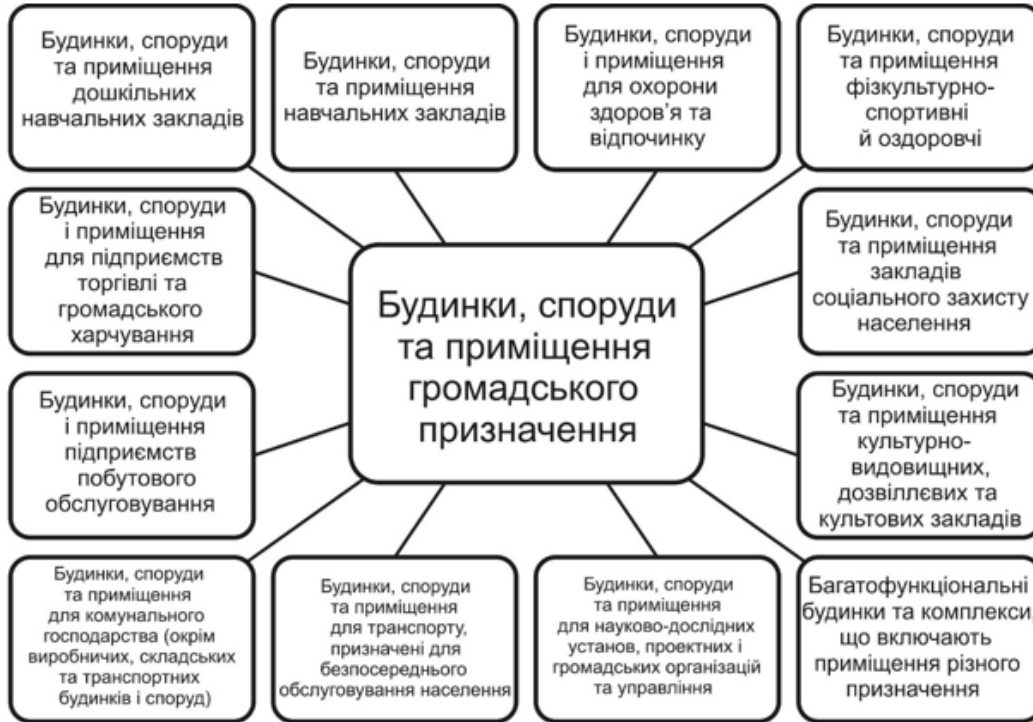 Будинки, споруди
та приміщення
дошкільних
навчальних закладів
Будинки, споруди
та приміщення
навчальних закладів
Будинки, споруди
і приміщення
для охорони
здоров'я та
відпочинку
Будинки, споруди
та приміщення
фізкультурно-
спортивні
й оздоровчі
Будинки, споруди
і приміщення
для підприємств
торгівлі та
громадського
харчування
Будинки, споруди
та приміщення
громадського
призначення
Будинки, споруди
та приміщення
закладів
соціального захисту
населення
Будинки, споруди
і приміщення
підприємств
побутового
обслуговування
Будинки, споруди
та приміщення
культурно-
видовищних,
дозвіллєвих та
культових закладів
Будинки, споруди
та приміщення
для комунального
господарства (окрім
виробничих, складських
та транспортних
будинків і споруд)
Будинки, споруди
та приміщення
для транспорту,
призначені для
безпосереднього
обслуговування населення
Будинки, споруди
та приміщення
для науково-дослідних
установ, проектних і
громадських організацій
та управління
Багатофункціональні
будинки та комплекси,
що включають
приміщення різного
призначення